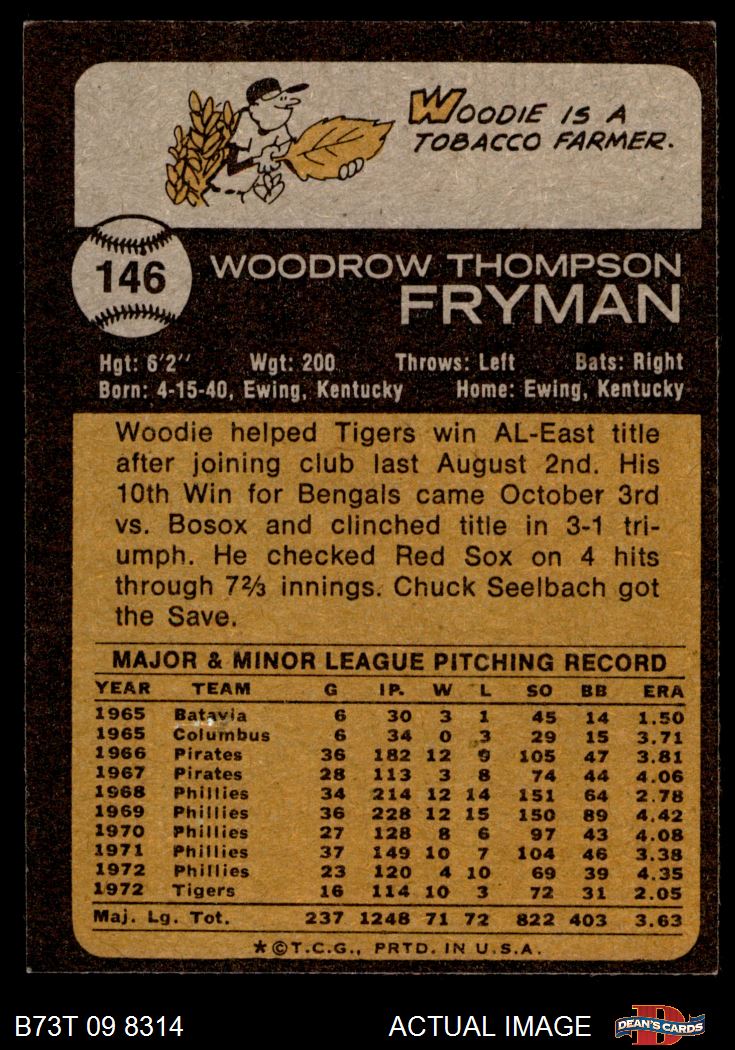 WOODIE IS A
TOBACCO FARMER.
146
WOODROW THOMPSON
FRYMAN
Hgt: 6'2" Wgt: 200 Throws: Left Bats: Right
Born: 4-15-40, Ewing, Kentucky Home: Ewing, Kentucky
Woodie helped Tigers win AL-East title
after joining club last August 2nd. His
10th Win for Bengals came October 3rd
vs. Bosox and clinched title in 3-1 tri-
umph. He checked Red Sox on 4 hits
through 7⅔ innings. Chuck Seelbach got
the Save.
MAJOR & MINOR LEAGUE PITCHING RECORD
YEAR TEAM G IP. W L SO BB ERA
1965 Batavia 6 30 3 1 45 14 1.50
1965 Columbus 6 34 0 3 29 15 3.71
1966 Pirates 36 182 12 9 105 47 3.81
1967 Pirates 28 113 3 8 74 44 4.06
1968 Phillies 34 214 12 14 151 64 2.78
1969 Phillies 36 228 12 15 150 89 4.42
1970 Phillies 27 128 8 6 97 43 4.08
1971 Phillies 37 149 10 7 104 46 3.38
1972 Phillies 23 120 4 10 69 39 4.35
1972 Tigers 16 114 10 3 72 31 2.05
Maj. Lg. Tot. 237 1248 71 72 822 403 3.63
*©T.C.G., PRTD. IN U.S.A.
B73T 09 8314 ACTUAL IMAGE D DEAN'S CARDS